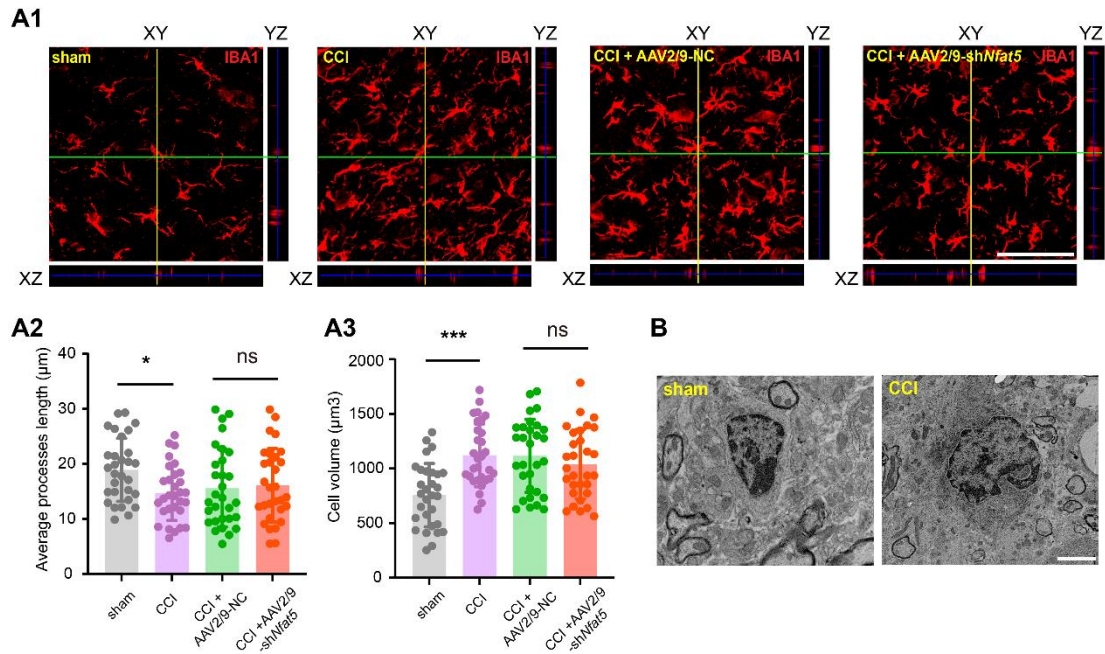 A1
XY YZ XY YZ XY YZ XY YZ
sham IBA1 CCI IBA1 CCI + AAV2/9-NC IBA1 CCI + AAV2/9-shNfat5 IBA1
XZ XZ XZ XZ
A2
Average processes length (μm)
40
30
20
10
0
* ns
sham CCI CCI + CCI +AAV2/9
AAV2/9-NC -shNfat5
A3
Cell volume (μm3)
2000
1500
1000
500
0
*** ns
sham CCI CCI + CCI +AAV2/9
AAV2/9-NC -shNfat5
B
sham CCI